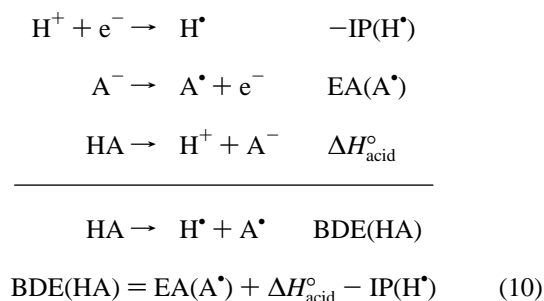 H⁺ + e⁻ → H• −IP(H•)
A⁻ → A• + e⁻ EA(A•)
HA → H⁺ + A⁻ ΔH°acid
HA → H• + A• BDE(HA)
BDE(HA) = EA(A•) + ΔH°acid − IP(H•) (10)